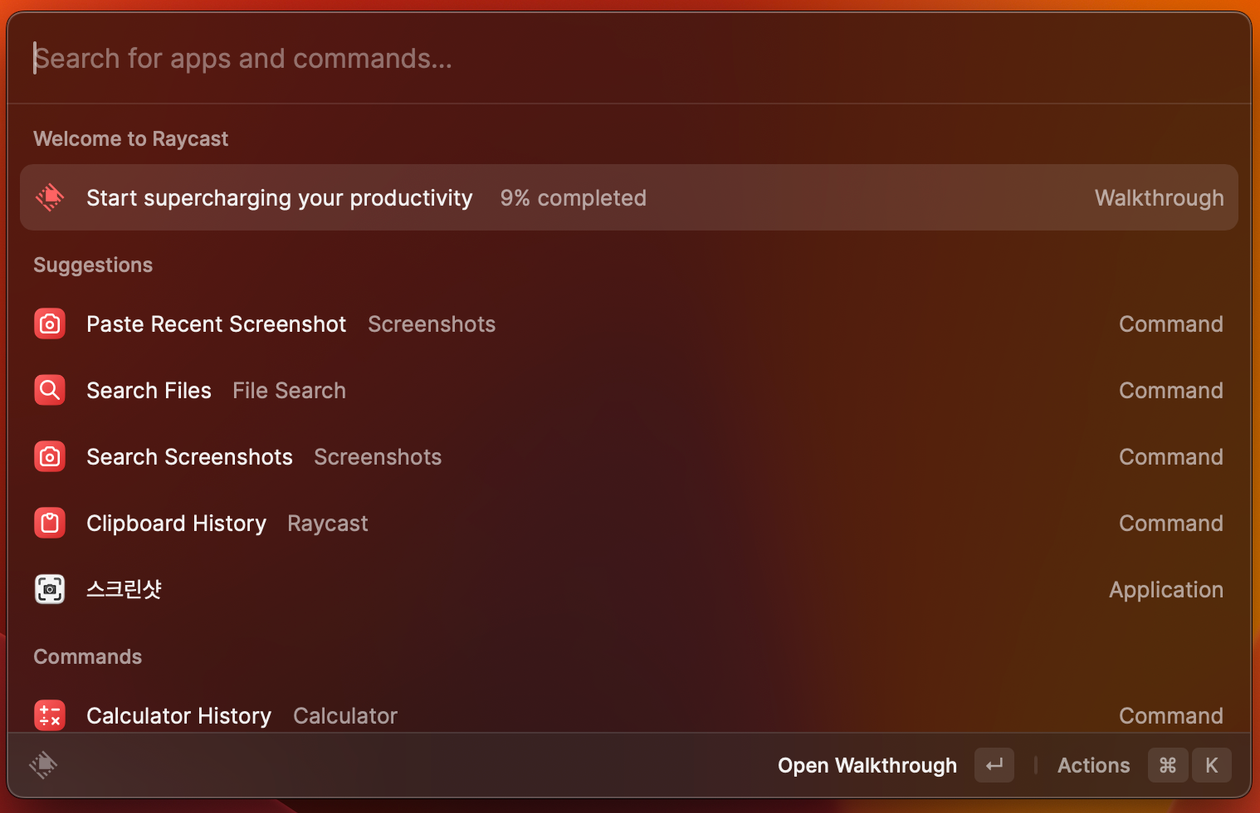 Search for apps and commands...
Welcome to Raycast
Start supercharging your productivity 9% completed Walkthrough
Suggestions
Paste Recent Screenshot Screenshots Command
Search Files File Search Command
Search Screenshots Screenshots Command
Clipboard History Raycast Command
스크린샷 Application
Commands
Calculator History Calculator Command
Open Walkthrough ↵ | Actions ⌘ K